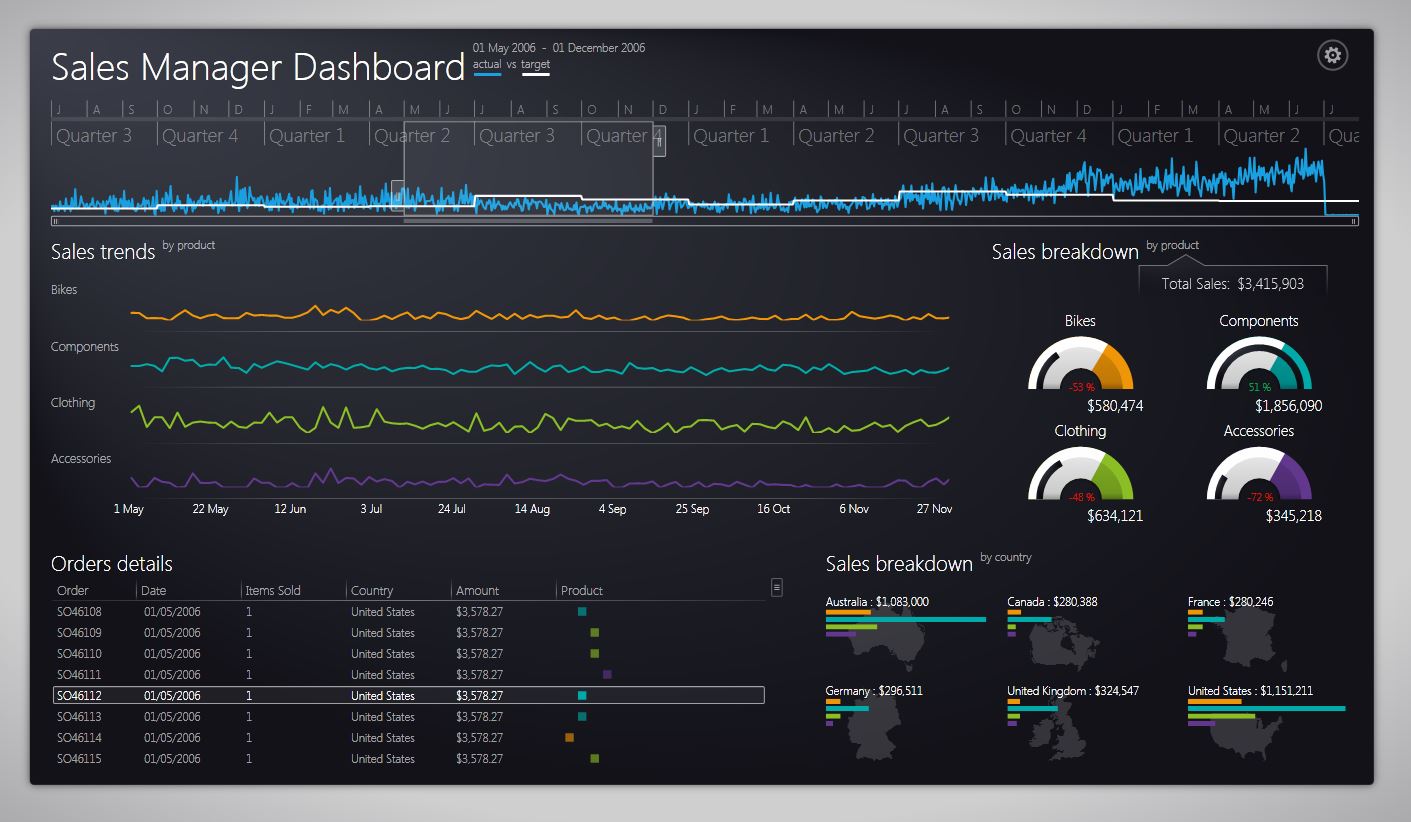 Sales Manager Dashboard
01 May 2006 - 01 December 2006
actual vs target
J A S O N D J F M A M J J A S O N D J F M A M J J A S O N D J F M A M J J
Quarter 3 Quarter 4 Quarter 1 Quarter 2 Quarter 3 Quarter 4 Quarter 1 Quarter 2 Quarter 3 Quarter 4 Quarter 1 Quarter 2 Qua
Sales trends by product
Bikes
Components
Clothing
Accessories
1 May 22 May 12 Jun 3 Jul 24 Jul 14 Aug 4 Sep 25 Sep 16 Oct 6 Nov 27 Nov
Sales breakdown by product
Total Sales: $3,415,903
Bikes Components
-53 % 51 %
$580,474 $1,856,090
Clothing Accessories
-48 % -72 %
$634,121 $345,218
Orders details
Order Date Items Sold Country Amount Product
SO46108 01/05/2006 1 United States $3,578.27
SO46109 01/05/2006 1 United States $3,578.27
SO46110 01/05/2006 1 United States $3,578.27
SO46111 01/05/2006 1 United States $3,578.27
SO46112 01/05/2006 1 United States $3,578.27
SO46113 01/05/2006 1 United States $3,578.27
SO46114 01/05/2006 1 United States $3,578.27
SO46115 01/05/2006 1 United States $3,578.27
Sales breakdown by country
Australia : $1,083,000 Canada : $280,388 France : $280,246
Germany : $296,511 United Kingdom : $324,547 United States : $1,151,211